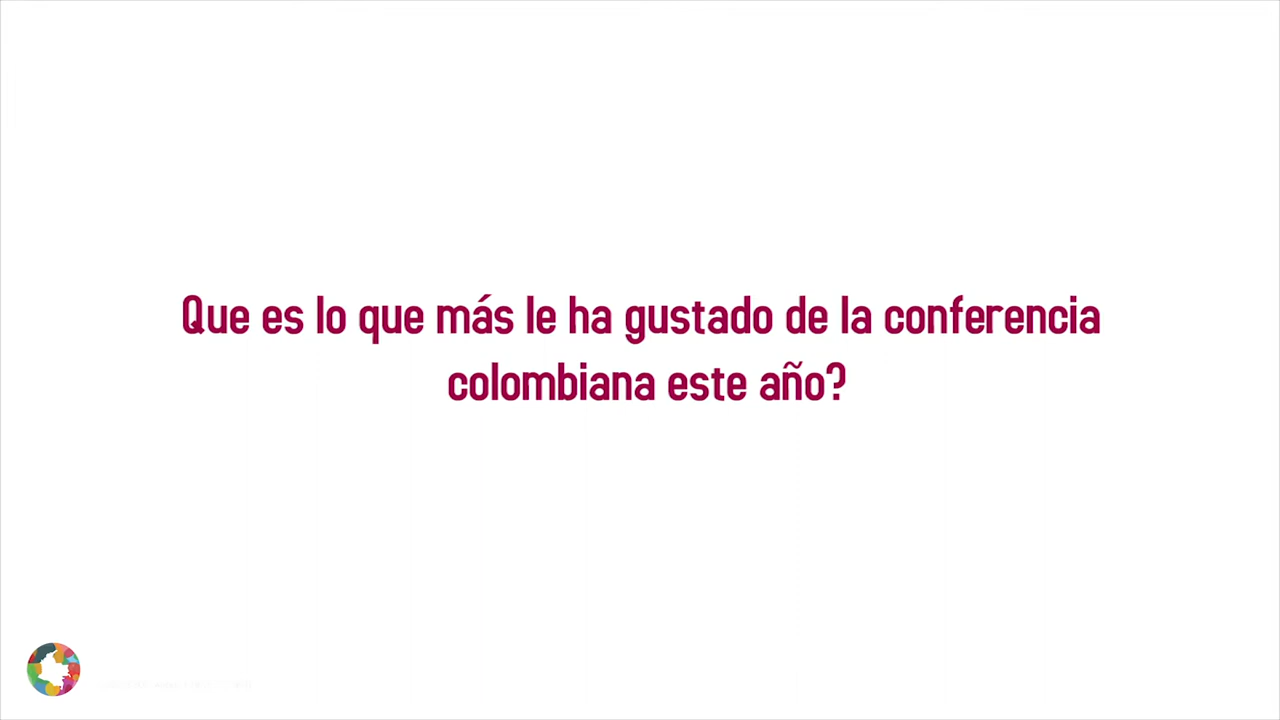 Que es lo que más le ha gustado de la conferencia
colombiana este año?